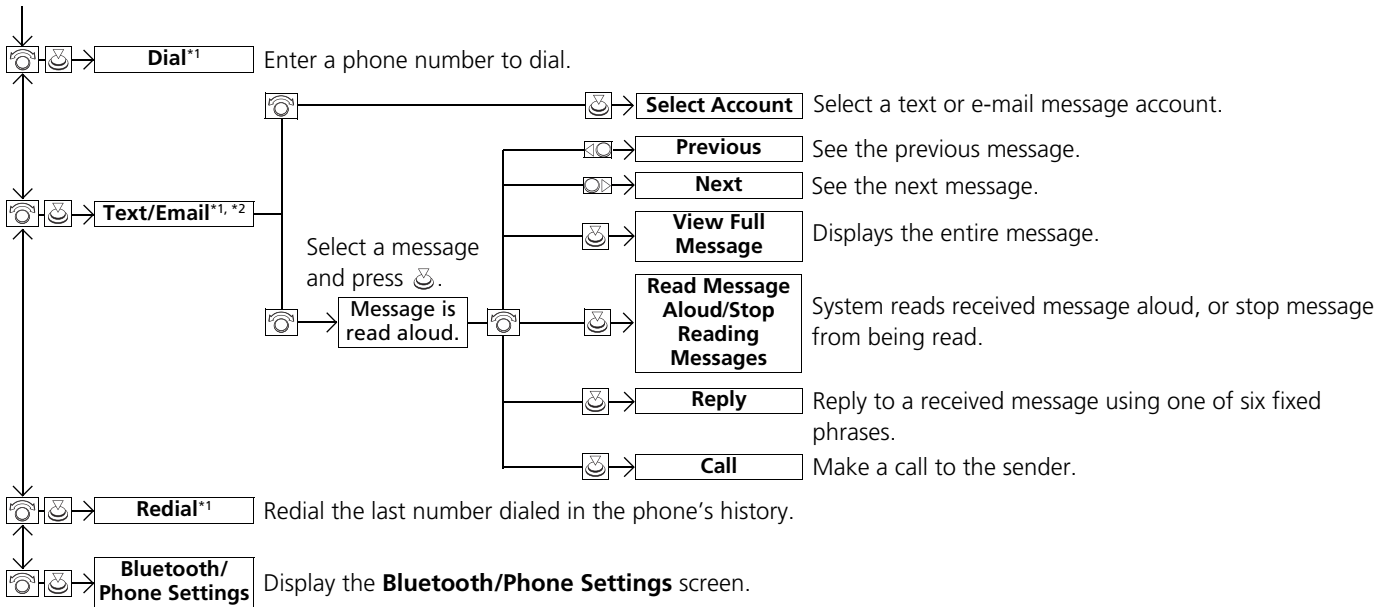 Dial*1
Enter a phone number to dial.
Select Account
Select a text or e-mail message account.
Previous
See the previous message.
Next
See the next message.
Text/Email*1, *2
View Full
Message
Displays the entire message.
Select a message
and press
.
Message is
read aloud.
Read Message
Aloud/Stop
Reading
Messages
System reads received message aloud, or stop message
from being read.
Reply
Reply to a received message using one of six fixed
phrases.
Call
Make a call to the sender.
Redial*1
Redial the last number dialed in the phone’s history.
Bluetooth/
Phone Settings
Display the Bluetooth/Phone Settings screen.